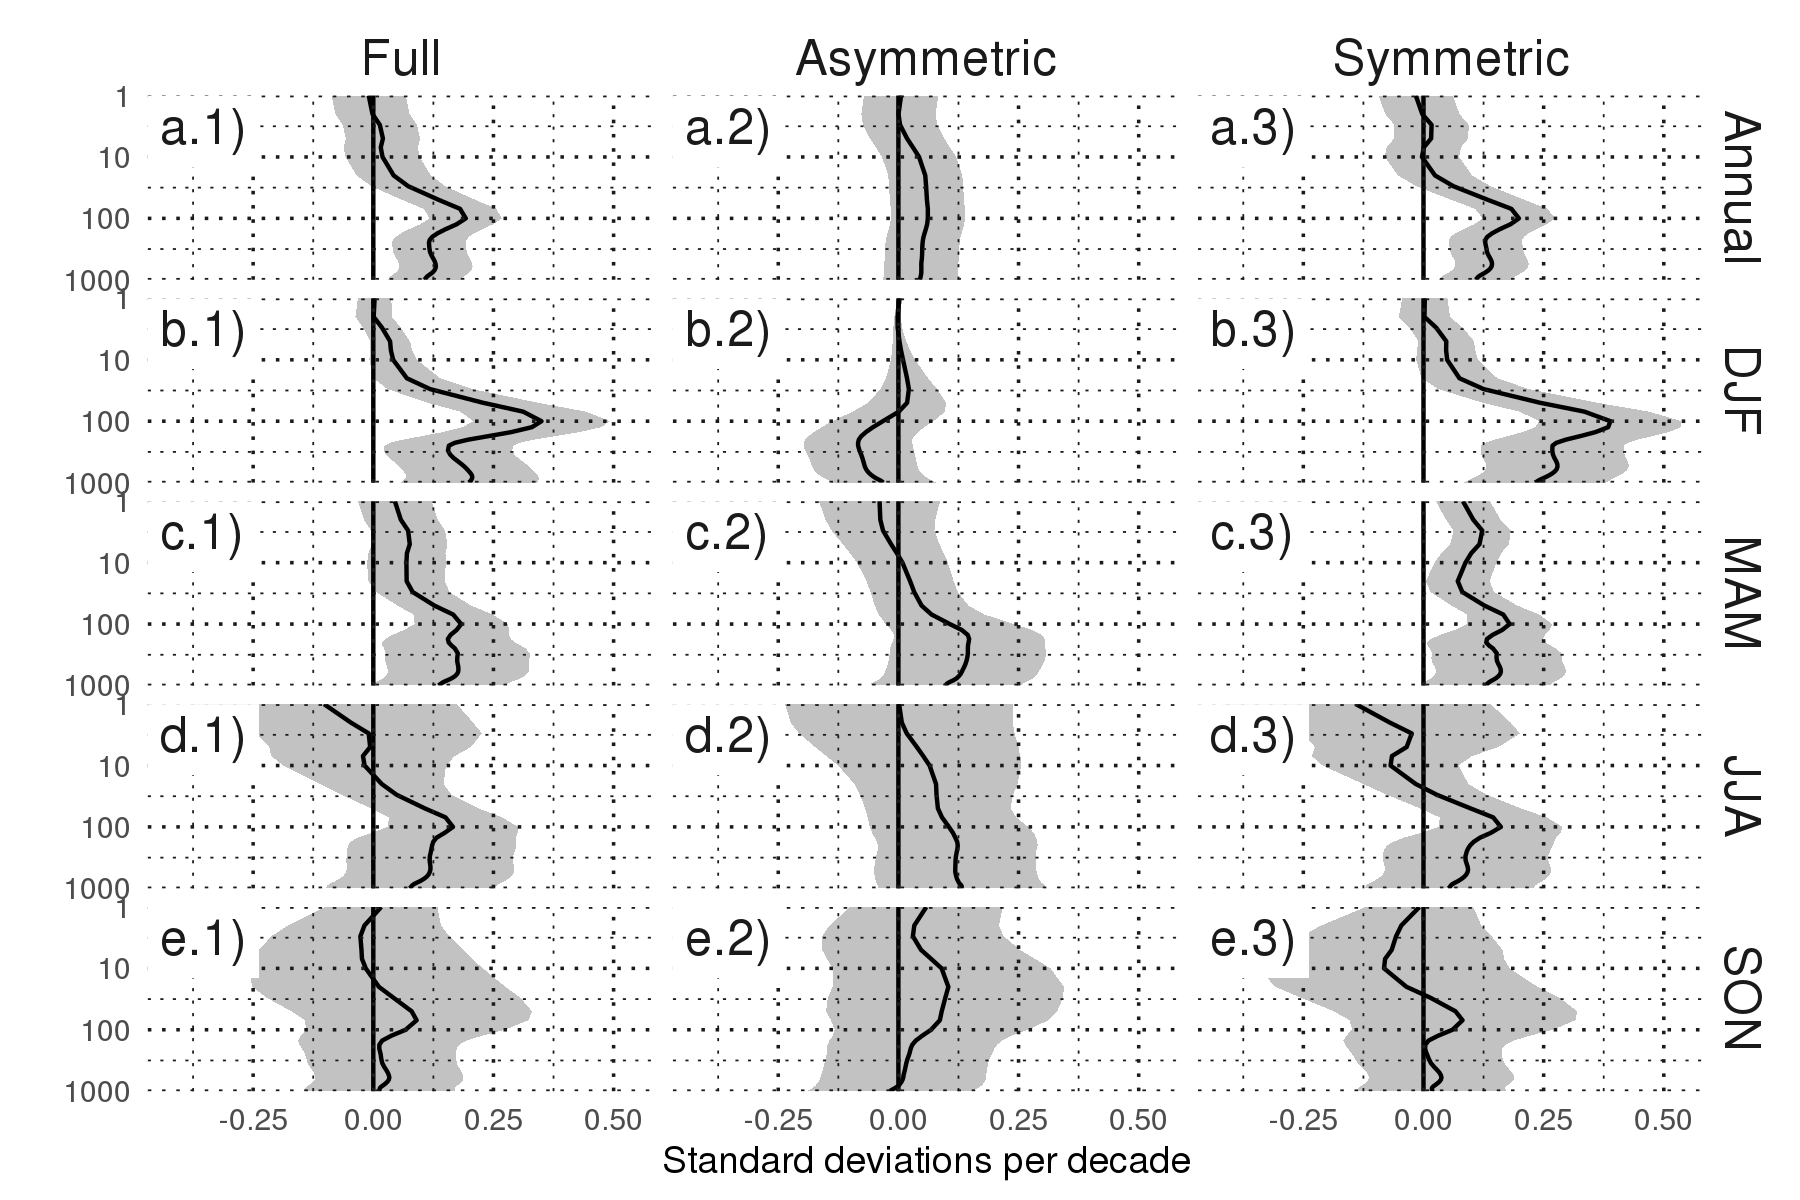 Full Asymmetric Symmetric
1
a.1) a.2) a.3)
10
100
1000
Annual
1
b.1) b.2) b.3)
10
100
1000
DJF
1
c.1) c.2) c.3)
10
100
1000
MAM
1
d.1) d.2) d.3)
10
100
1000
JJA
1
e.1) e.2) e.3)
10
100
1000
SON
-0.25 0.00 0.25 0.50 -0.25 0.00 0.25 0.50 -0.25 0.00 0.25 0.50
Standard deviations per decade